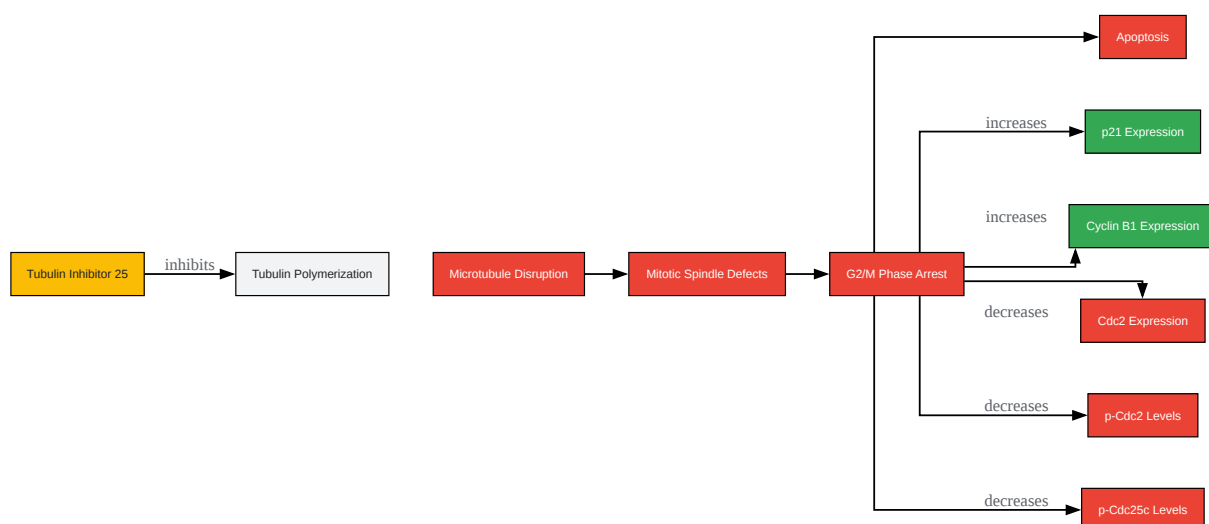 Apoptosis
increases
p21 Expression
increases
Cyclin B1 Expression
Tubulin Inhibitor 25
inhibits
Tubulin Polymerization
Microtubule Disruption
Mitotic Spindle Defects
G2/M Phase Arrest
decreases
Cdc2 Expression
decreases
p-Cdc2 Levels
decreases
p-Cdc25c Levels